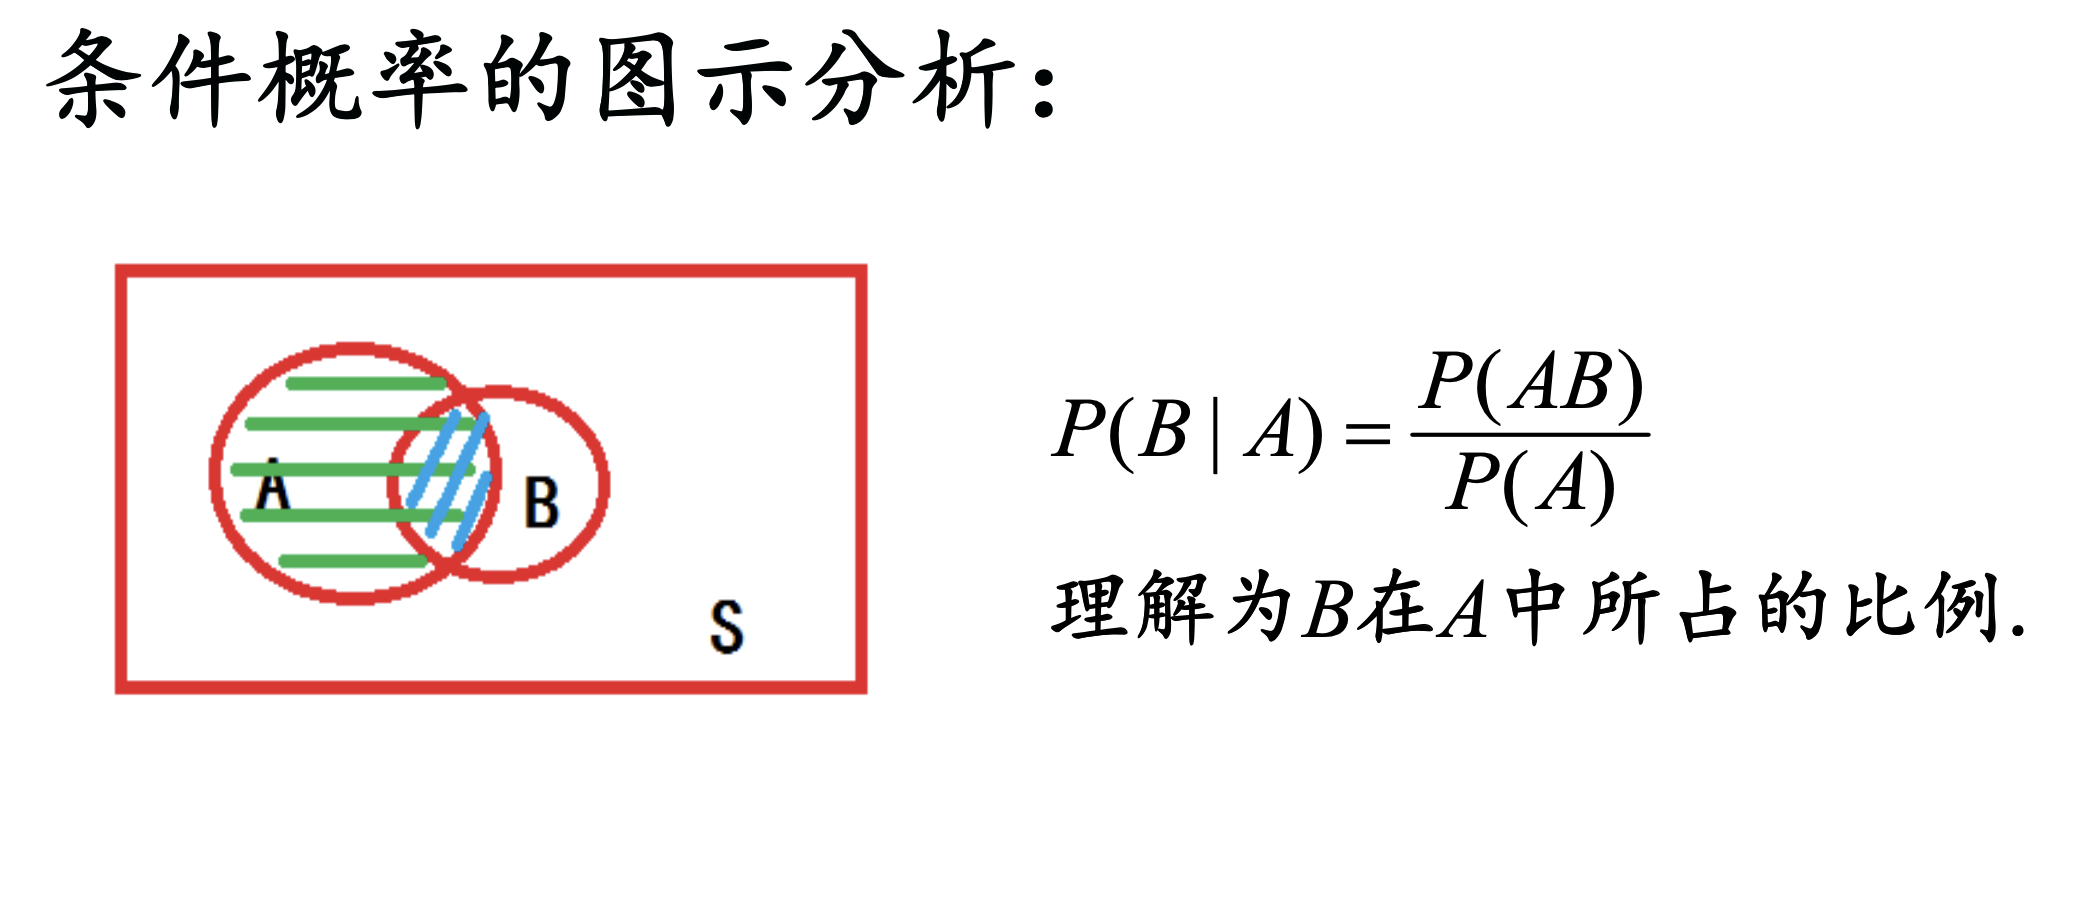 条件概率的图示分析：
A
B
S
P(B | A) = P(AB) / P(A)
理解为B在A中所占的比例.